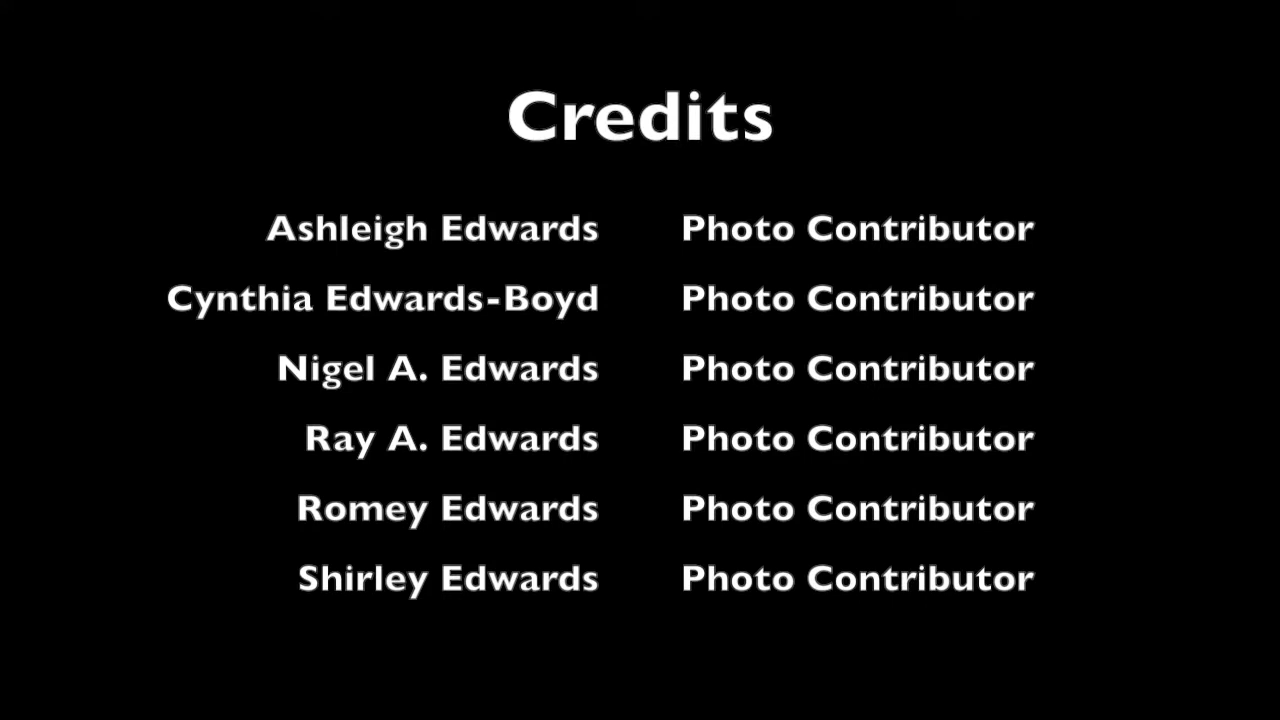 Credits
Ashleigh Edwards Photo Contributor
Cynthia Edwards-Boyd Photo Contributor
Nigel A. Edwards Photo Contributor
Ray A. Edwards Photo Contributor
Romey Edwards Photo Contributor
Shirley Edwards Photo Contributor